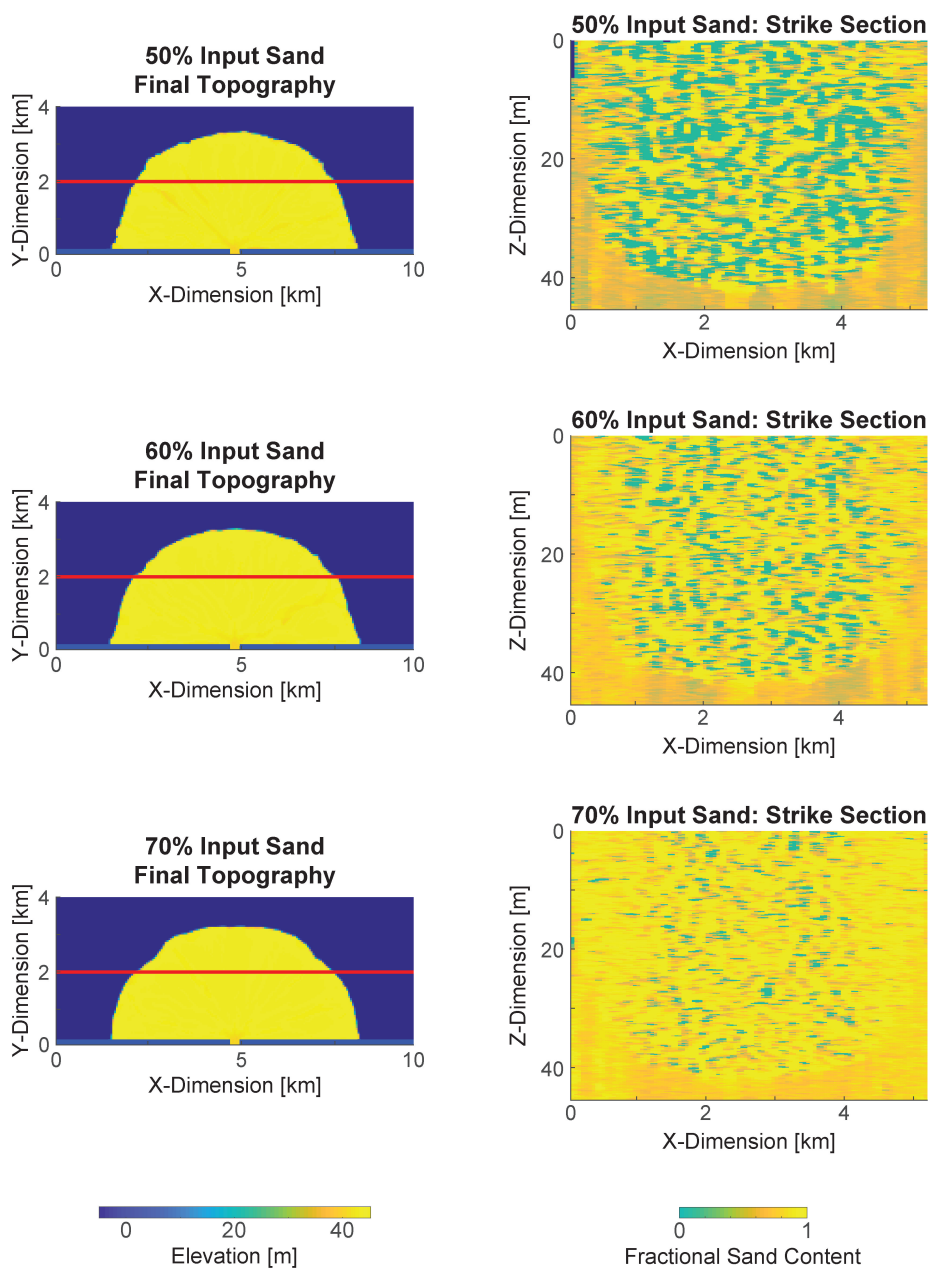 50% Input Sand
Final Topography
Y-Dimension [km]
4
2
0
0
5
10
X-Dimension [km]
50% Input Sand: Strike Section
Z-Dimension [m]
0
20
40
0
2
4
X-Dimension [km]
60% Input Sand
Final Topography
Y-Dimension [km]
4
2
0
0
5
10
X-Dimension [km]
60% Input Sand: Strike Section
Z-Dimension [m]
0
20
40
0
2
4
X-Dimension [km]
70% Input Sand
Final Topography
Y-Dimension [km]
4
2
0
0
5
10
X-Dimension [km]
70% Input Sand: Strike Section
Z-Dimension [m]
0
20
40
0
2
4
X-Dimension [km]
0
20
40
Elevation [m]
0
1
Fractional Sand Content